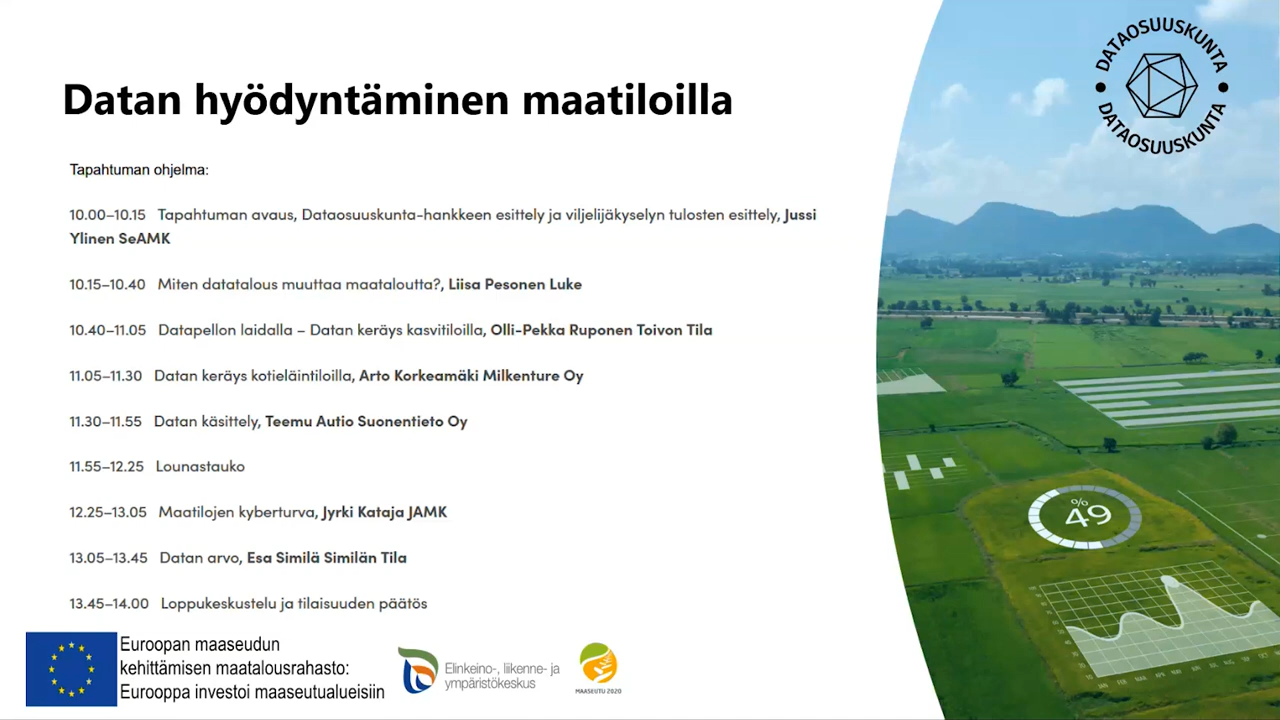 Datan hyödyntäminen maatiloilla
DATAOSUUSKUNTA
DATAOSUUSKUNTA
Tapahtuman ohjelma:
10.00–10.15 Tapahtuman avaus, Dataosuuskunta-hankkeen esittely ja viljelijäkyselyn tulosten esittely, Jussi
Ylinen SeAMK
10.15–10.40 Miten datatalous muuttaa maataloutta?, Liisa Pesonen Luke
10.40–11.05 Datapellon laidalla – Datan keräys kasvitiloilla, Olli-Pekka Ruponen Toivon Tila
11.05–11.30 Datan keräys kotieläintiloilla, Arto Korkeamäki Milkenture Oy
11.30–11.55 Datan käsittely, Teemu Autio Suonentieto Oy
11.55–12.25 Lounastauko
12.25–13.05 Maatilojen kyberturva, Jyrki Kataja JAMK
13.05–13.45 Datan arvo, Esa Similä Similän Tila
13.45–14.00 Loppukeskustelu ja tilaisuuden päätös
%
49
Euroopan maaseudun
kehittämisen maatalousrahasto:
Eurooppa investoi maaseutualueisiin
Elinkeino-, liikenne- ja
ympäristökeskus
MAASEUTU 2020